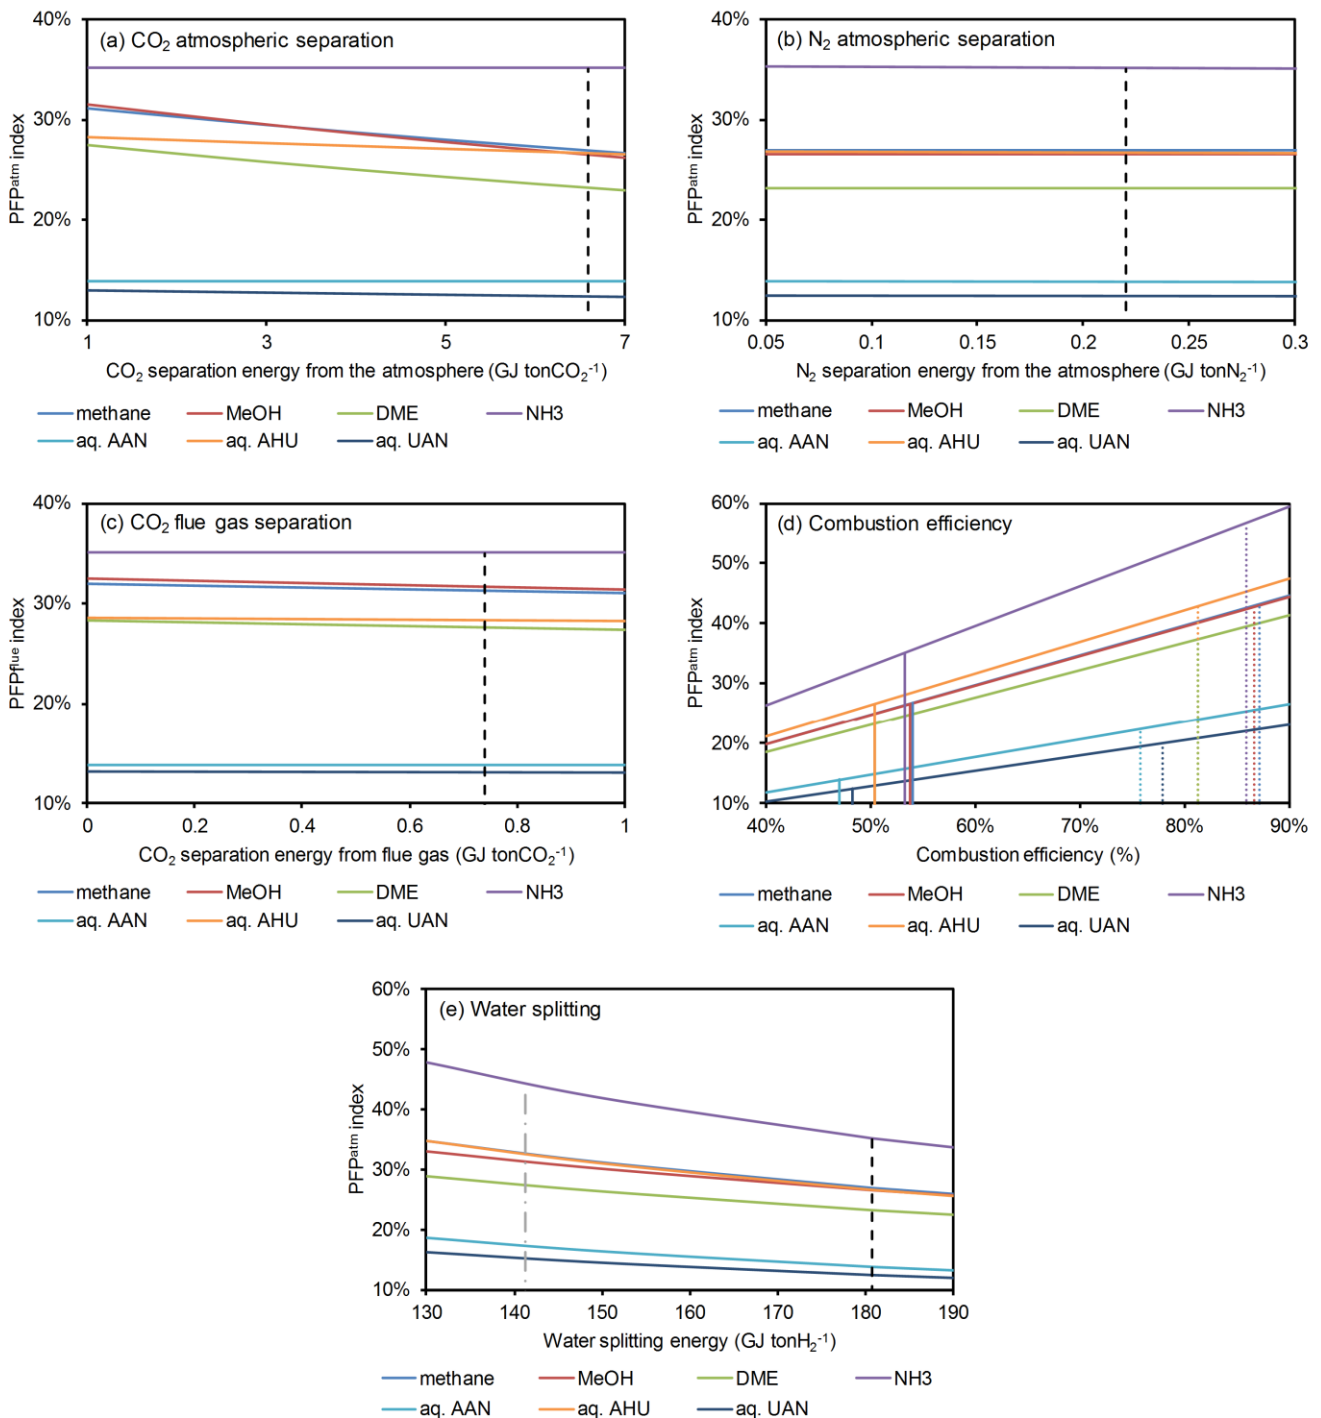 (a) CO₂ atmospheric separation
PFPᵃᵗᵐ index
40%
30%
20%
10%
1 3 5 7
CO₂ separation energy from the atmosphere (GJ tonCO₂⁻¹)
methane MeOH DME NH3
aq. AAN aq. AHU aq. UAN
(b) N₂ atmospheric separation
PFPᵃᵗᵐ index
40%
30%
20%
10%
0.05 0.1 0.15 0.2 0.25 0.3
N₂ separation energy from the atmosphere (GJ tonN₂⁻¹)
methane MeOH DME NH3
aq. AAN aq. AHU aq. UAN
(c) CO₂ flue gas separation
PFPᶠˡᵘᵉ index
40%
30%
20%
10%
0 0.2 0.4 0.6 0.8 1
CO₂ separation energy from flue gas (GJ tonCO₂⁻¹)
methane MeOH DME NH3
aq. AAN aq. AHU aq. UAN
(d) Combustion efficiency
PFPᵃᵗᵐ index
60%
50%
40%
30%
20%
10%
40% 50% 60% 70% 80% 90%
Combustion efficiency (%)
methane MeOH DME NH3
aq. AAN aq. AHU aq. UAN
(e) Water splitting
PFPᵃᵗᵐ index
60%
50%
40%
30%
20%
10%
130 140 150 160 170 180 190
Water splitting energy (GJ tonH₂⁻¹)
methane MeOH DME NH3
aq. AAN aq. AHU aq. UAN